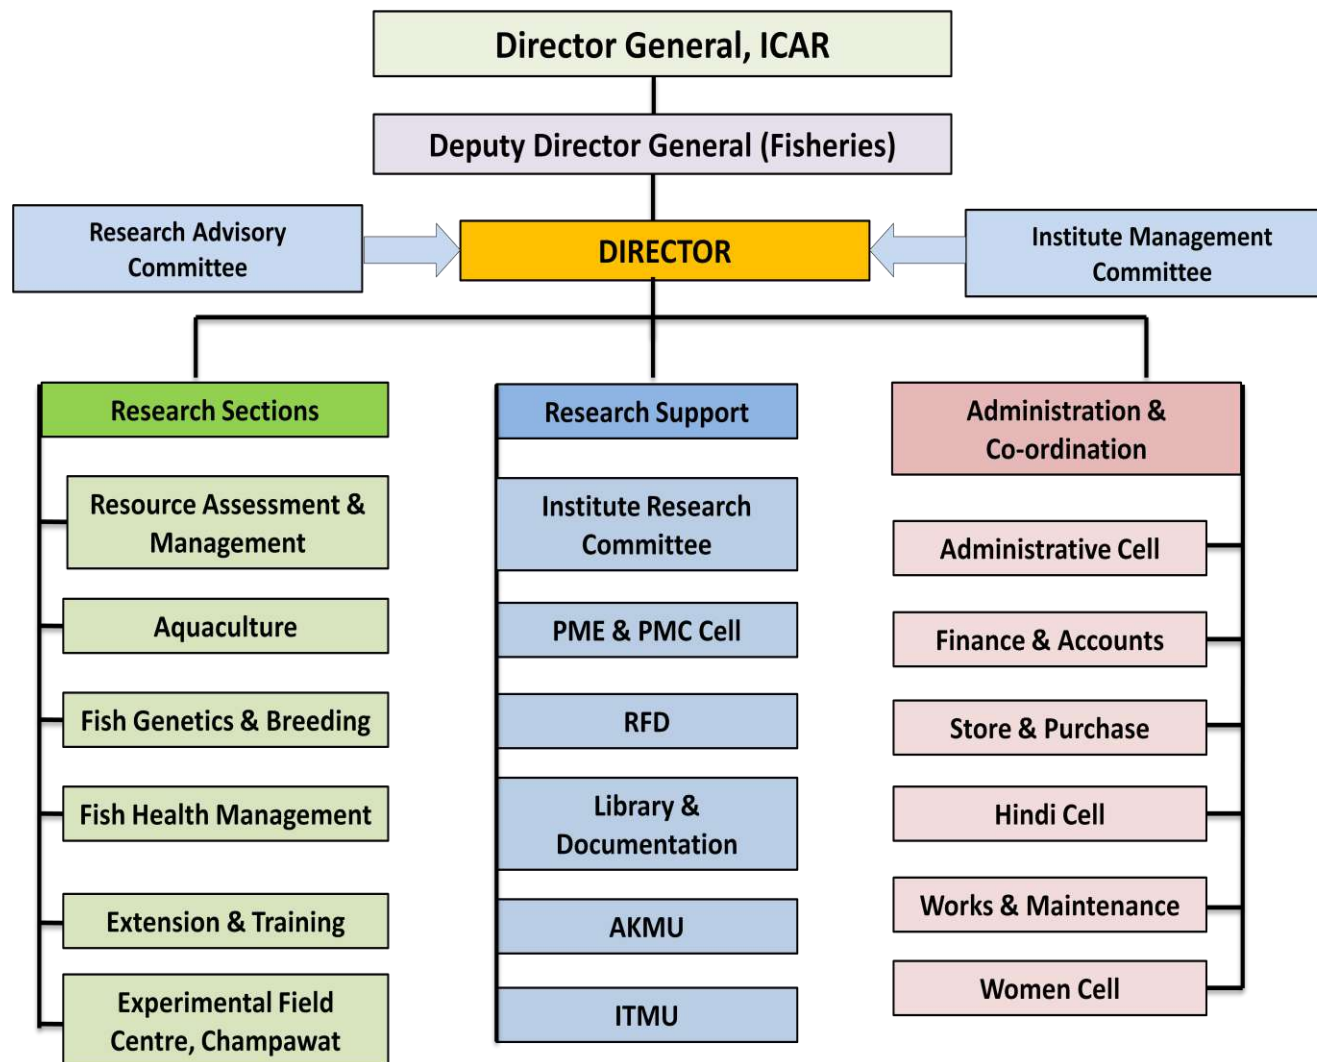 Director General, ICAR
Deputy Director General (Fisheries)
Research Advisory
Committee
DIRECTOR
Institute Management
Committee
Research Sections
Resource Assessment &
Management
Aquaculture
Fish Genetics & Breeding
Fish Health Management
Extension & Training
Experimental Field
Centre, Champawat
Research Support
Institute Research
Committee
PME & PMC Cell
RFD
Library &
Documentation
AKMU
ITMU
Administration &
Co-ordination
Administrative Cell
Finance & Accounts
Store & Purchase
Hindi Cell
Works & Maintenance
Women Cell